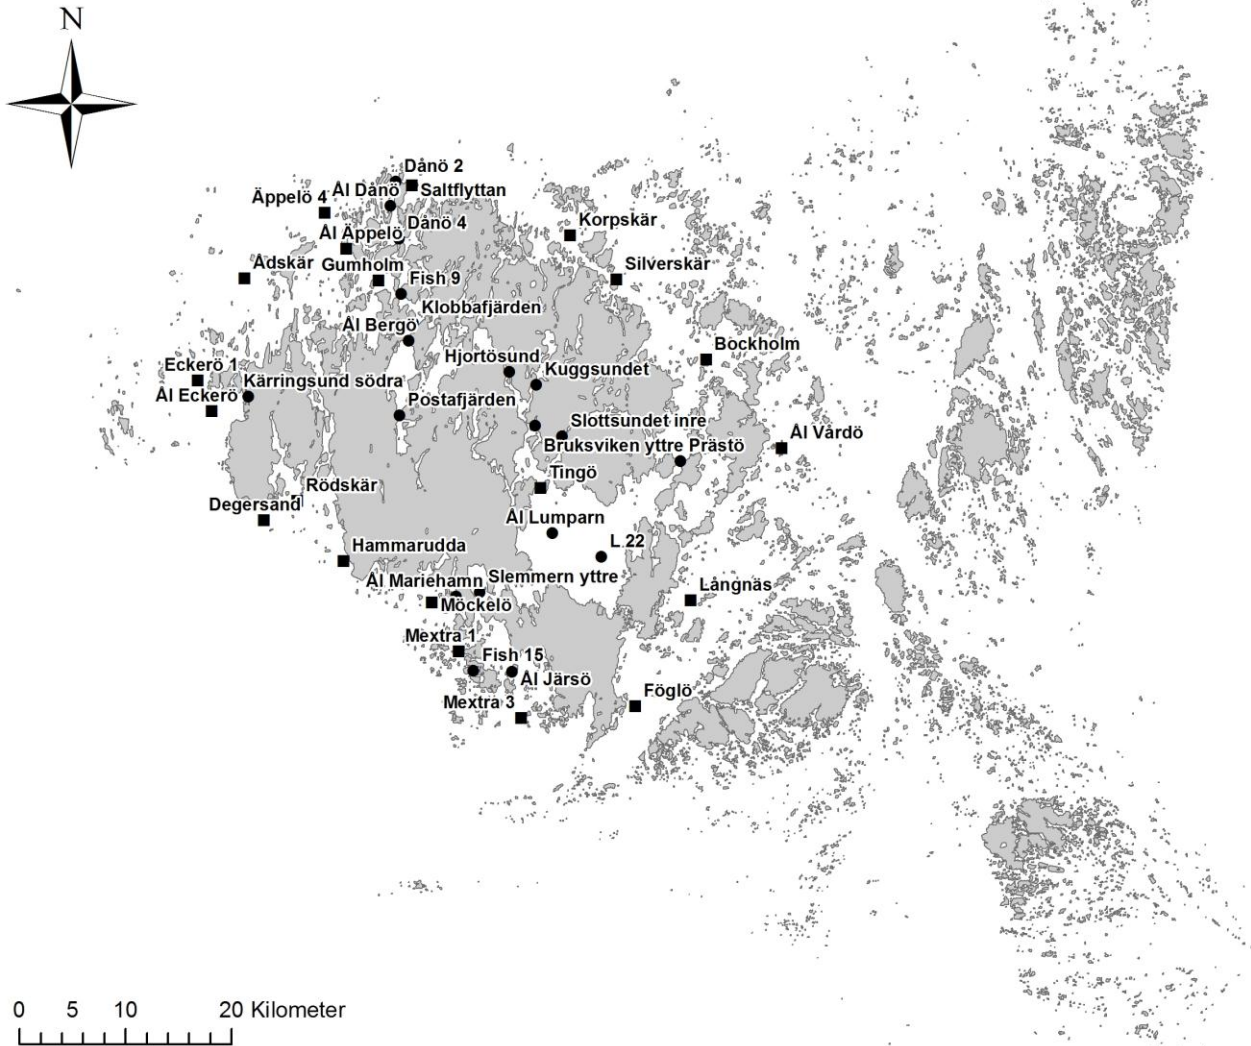 N
Dånö 2
Ål Dånö
Saltflyttan
Äppelö 4
Dånö 4
Korpskär
Ål Äppelö
Ådskär
Gumholm
Silverskär
Fish 9
Klobbafjärden
Ål Bergö
Bockholm
Hjortösund
Eckerö 1
Kuggsundet
Kärringsund södra
Ål Eckerö
Postafjärden
Slottsundet inre
Ål Vårdö
Bruksviken yttre
Prästö
Tingö
Rödskär
Degersand
Ål Lumparn
L 22
Hammarudda
Slemmern yttre
Ål Mariehamn
Långnäs
Möckelö
Mextra 1
Fish 15
Ål Järsö
Föglö
Mextra 3
0 5 10 20 Kilometer